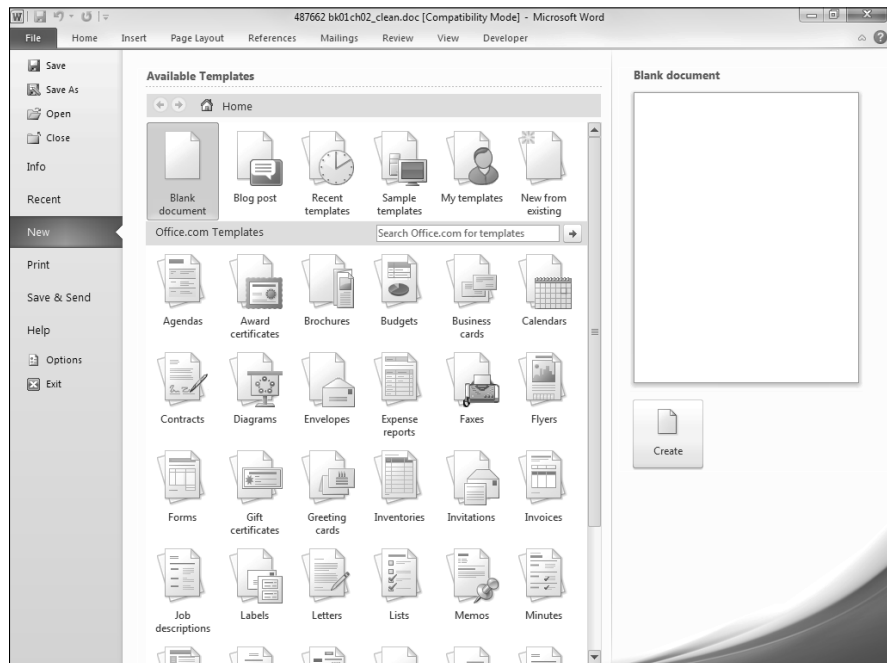 487662 bk01ch02_clean.doc [Compatibility Mode] - Microsoft Word
File Home Insert Page Layout References Mailings Review View Developer
Save
Save As
Open
Close
Info
Recent
New
Print
Save & Send
Help
Options
Exit
Available Templates
Home
Blank document
Blog post
Recent templates
Sample templates
My templates
New from existing
Office.com Templates
Search Office.com for templates
Agendas
Award certificates
Brochures
Budgets
Business cards
Calendars
Contracts
Diagrams
Envelopes
Expense reports
Faxes
Flyers
Forms
Gift certificates
Greeting cards
Inventories
Invitations
Invoices
Job descriptions
Labels
Letters
Lists
Memos
Minutes
Blank document
Create